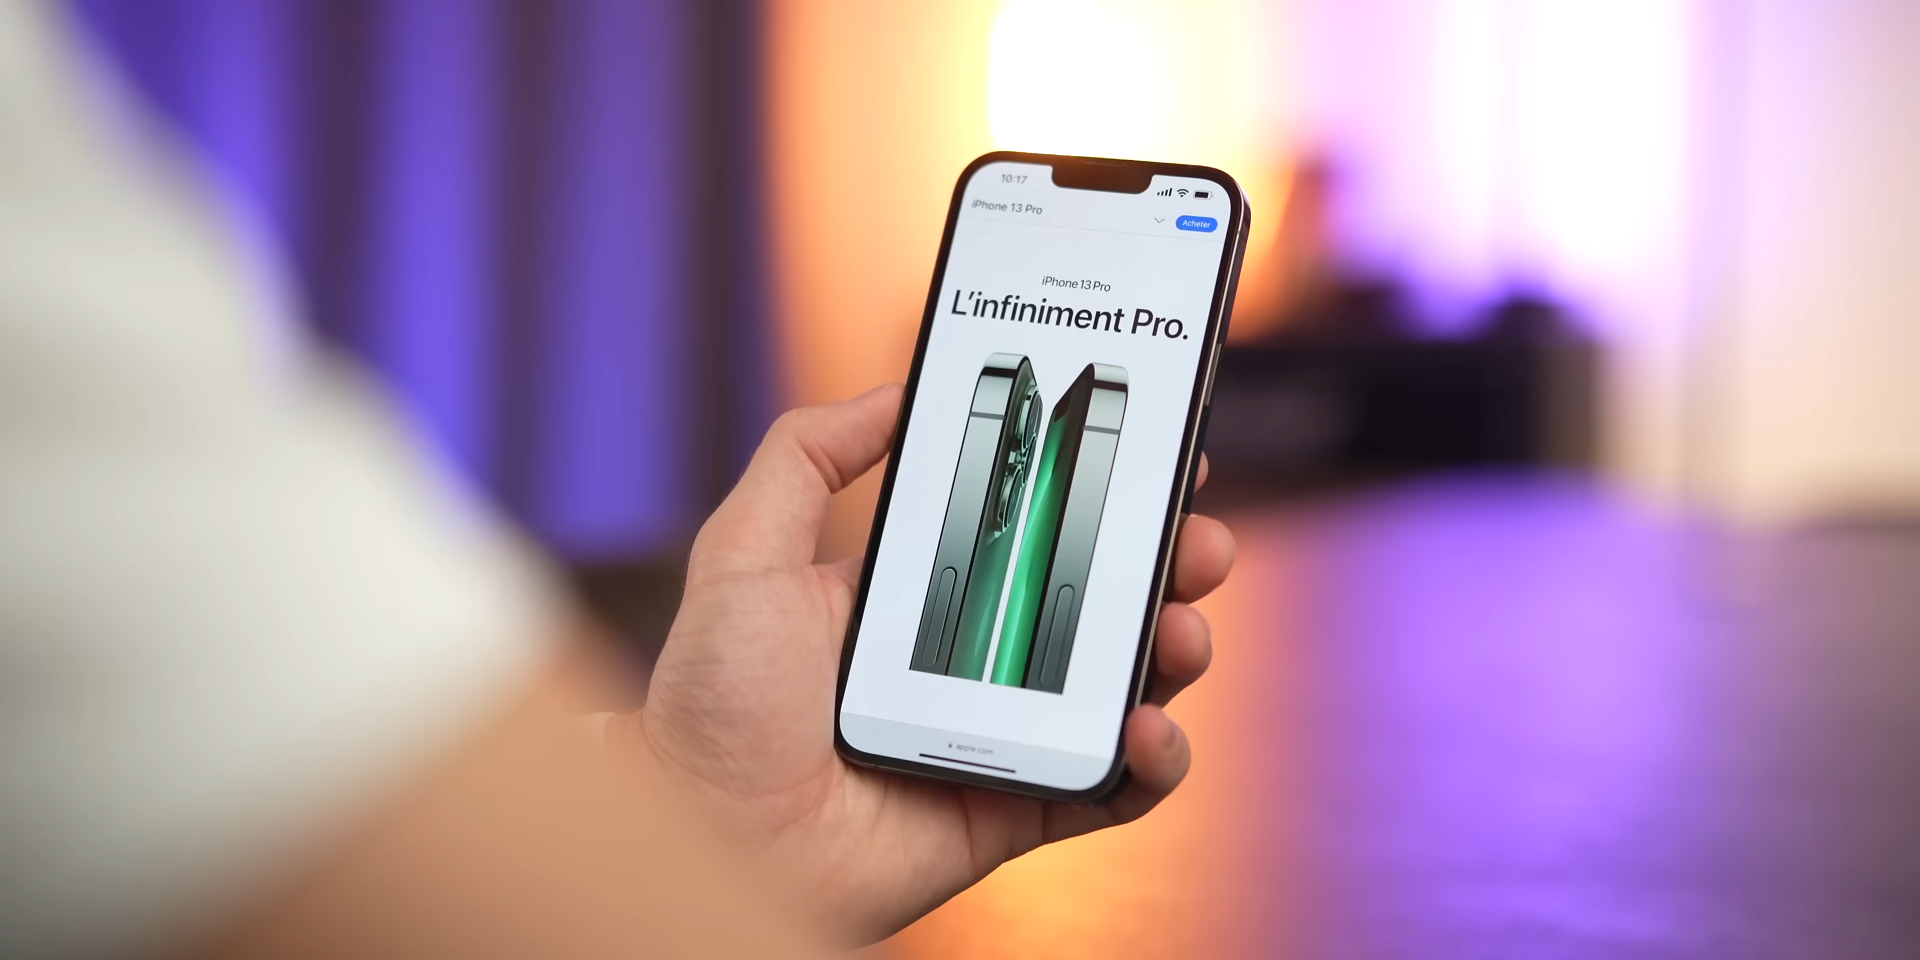 10:17
iPhone 13 Pro
Acheter
iPhone 13 Pro
L'infiniment Pro.
apple.com